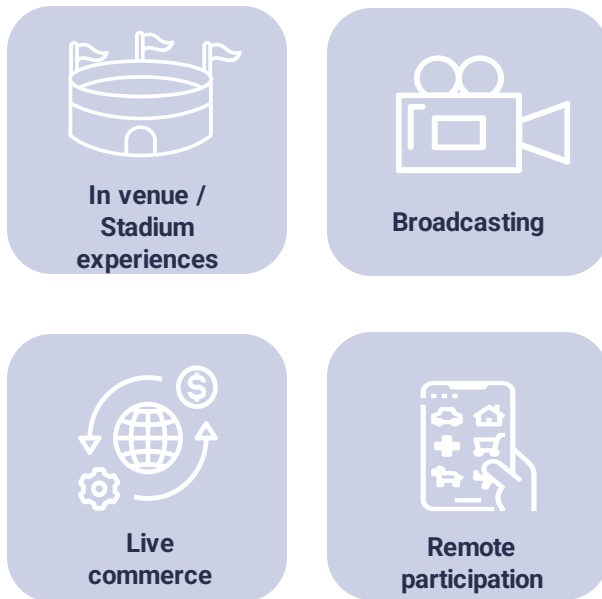 In venue /
Stadium
experiences
Broadcasting
$
Live
commerce
Remote
participation